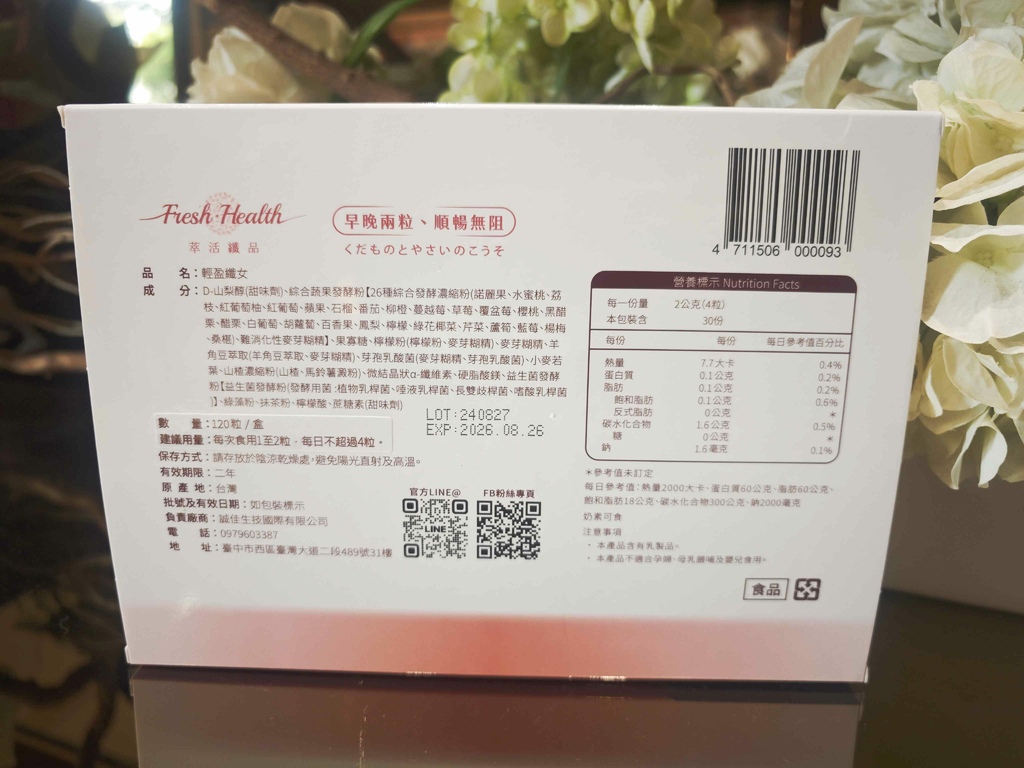 Fresh Health
萃活纖品
早晚兩粒、順暢無阻
くだものとやさいのこうそ
4 711506 000093
品　　名：輕盈纖女
成　　分：D-山梨醇(甜味劑)、綜合蔬果發酵粉【26種綜合發酵濃縮粉(諾麗果、水蜜桃、荔
枝、紅葡萄柚、紅葡萄、蘋果、石榴、番茄、柳橙、蔓越莓、草莓、覆盆莓、櫻桃、黑醋
栗、醋栗、白葡萄、胡蘿蔔、百香果、鳳梨、檸檬、綠花椰菜、芹菜、蘆筍、藍莓、楊梅
、桑椹)、難消化性麥芽糊精】、果寡糖、檸檬粉(檸檬粉、麥芽糊精)、麥芽糊精、羊
角豆萃取(羊角豆萃取、麥芽糊精)、芽孢乳酸菌(麥芽糊精、芽孢乳酸菌)、小麥若
葉、山楂濃縮粉(山楂、馬鈴薯澱粉)、微結晶狀α-纖維素、硬脂酸鎂、益生菌發酵
粉【益生菌發酵粉(發酵用菌:植物乳桿菌、唾液乳桿菌、長雙歧桿菌、嗜酸乳桿菌
)】、綠藻粉、抹茶粉、檸檬酸、蔗糖素(甜味劑)
數　　量：120粒 / 盒
建議用量：每次食用1至2粒，每日不超過4粒。
保存方式：請存放於陰涼乾燥處，避免陽光直射及高溫。
有效期限：二年
原 產 地：台灣
批號及有效日期：如包裝標示
負責廠商：誠佳生技國際有限公司
電　　話：0979603387
地　　址：臺中市西區臺灣大道二段489號31樓
LOT:240827
EXP:2026.08.26
官方LINE@
FB粉絲專頁
LINE
營養標示 Nutrition Facts
每一份量 2公克(4粒)
本包裝含 30份
每份 每份 每日參考值百分比
熱量 7.7大卡 0.4%
蛋白質 0.1公克 0.2%
脂肪 0.1公克 0.2%
飽和脂肪 0.1公克 0.6%
反式脂肪 0公克 *
碳水化合物 1.6公克 0.5%
糖 0公克 *
鈉 1.6毫克 0.1%
＊參考值未訂定
每日參考值：熱量2000大卡、蛋白質60公克、脂肪60公克、
飽和脂肪18公克、碳水化合物300公克、鈉2000毫克
奶素可食
注意事項
・本產品含有乳製品。
・本產品不適合孕婦、母乳餵哺及嬰兒食用。
食品